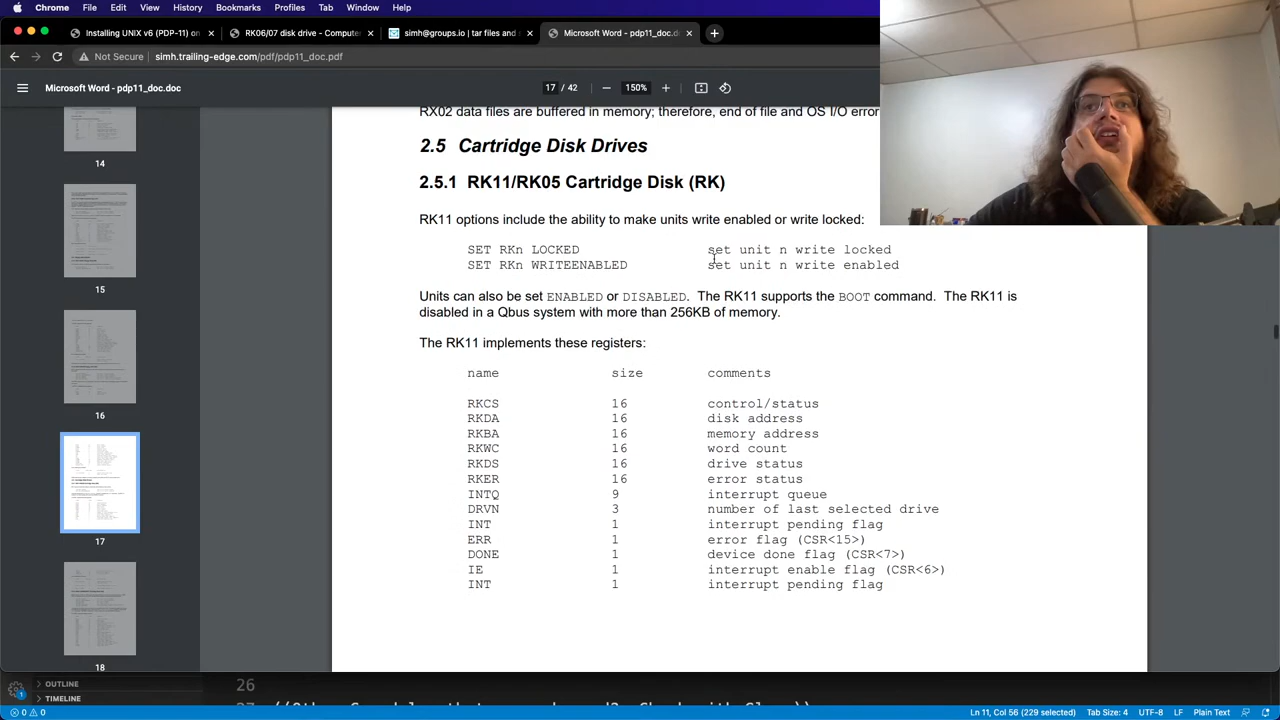 Chrome File Edit View History Bookmarks Profiles Tab Window Help
Installing UNIX v6 (PDP-11) on
RK06/07 disk drive - Compute
simh@groups.io | tar files and
Microsoft Word - pdp11_doc.do
Not Secure simh.trailing-edge.com/pdf/pdp11_doc.pdf
Microsoft Word - pdp11_doc.doc
17 / 42
150%
14
15
16
17
18
RX02 data files are buffered in memory; therefore, end of file and OS I/O error
2.5 Cartridge Disk Drives
2.5.1 RK11/RK05 Cartridge Disk (RK)
RK11 options include the ability to make units write enabled or write locked:
SET RKn LOCKED set unit n write locked
SET RKn WRITEENABLED set unit n write enabled
Units can also be set ENABLED or DISABLED. The RK11 supports the BOOT command. The RK11 is
disabled in a Qbus system with more than 256KB of memory.
The RK11 implements these registers:
name size comments
RKCS 16 control/status
RKDA 16 disk address
RKBA 16 memory address
RKWC 16 word count
RKDS 16 drive status
RKER 16 error status
INTQ 9 interrupt queue
DRVN 3 number of last selected drive
INT 1 interrupt pending flag
ERR 1 error flag (CSR<15>)
DONE 1 device done flag (CSR<7>)
IE 1 interrupt enable flag (CSR<6>)
INT 1 interrupt pending flag
OUTLINE
TIMELINE
26
0 0
Ln 11, Col 56 (229 selected) Tab Size: 4 UTF-8 LF Plain Text